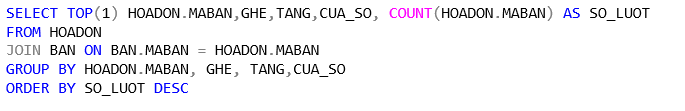 SELECT TOP(1) HOADON.MABAN,GHE,TANG,CUA_SO, COUNT(HOADON.MABAN) AS SO_LUOT
FROM HOADON
JOIN BAN ON BAN.MABAN = HOADON.MABAN
GROUP BY HOADON.MABAN, GHE, TANG,CUA_SO
ORDER BY SO_LUOT DESC